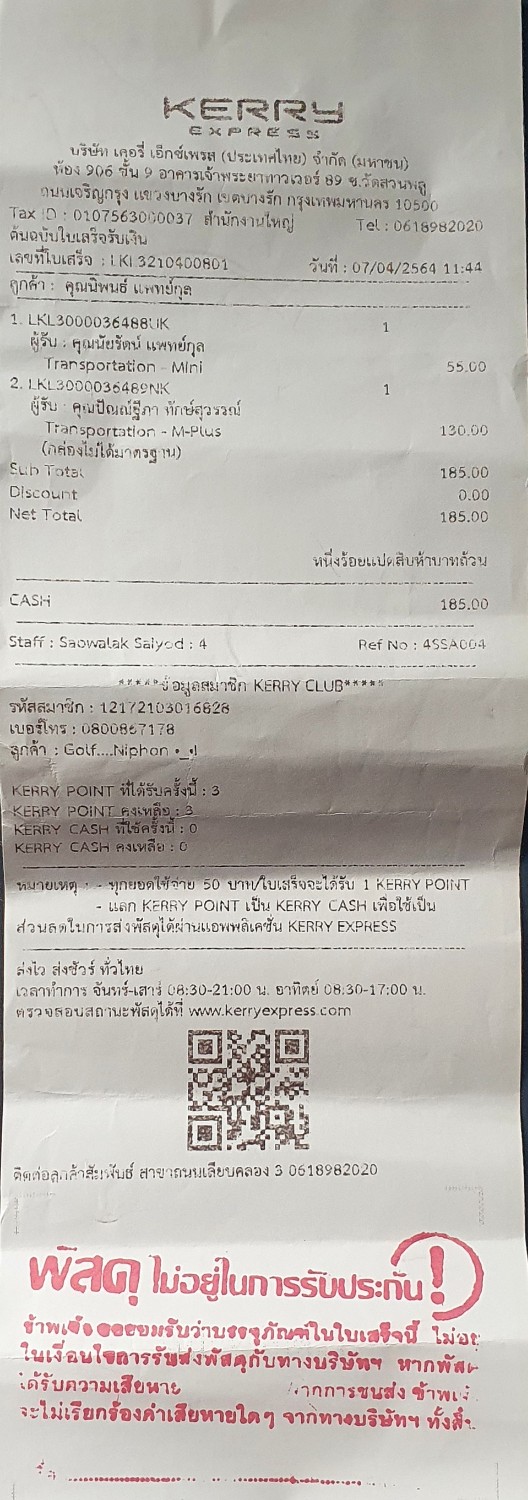 KERRY
EXPRESS
บริษัท เคอรี่ เอ็กซ์เพรส (ประเทศไทย) จำกัด (มหาชน)
ห้อง 906 ชั้น 9 อาคารเจ้าพระยาทาวเวอร์ 89 ซ.วัดสวนพลู
ถนนเจริญกรุง แขวงบางรัก เขตบางรัก กรุงเทพมหานคร 10500
Tax ID : 0107563000037 สำนักงานใหญ่ Tel : 0618982020
ต้นฉบับใบเสร็จรับเงิน
เลขที่ใบเสร็จ : LKL3210400801 วันที่ : 07/04/2564 11:44
ลูกค้า : คุณนิพนธ์ แพทย์กุล
1. LKL3000036488UK 1
ผู้รับ : คุณนัยรัตน์ แพทย์กุล
Transportation - Mini 55.00
2. LKL3000036489NK 1
ผู้รับ : คุณปัณณ์ฐีภา ทักษ์สุวรรณ์
Transportation - M-Plus 130.00
(กล่องไม่ได้มาตรฐาน)
Sub Total 185.00
Discount 0.00
Net Total 185.00
หนึ่งร้อยแปดสิบห้าบาทถ้วน
CASH 185.00
Staff : Saowalak Saiyod : 4 Ref No : 4SSA004
*****ข้อมูลสมาชิก KERRY CLUB*****
รหัสสมาชิก : 12172103016828
เบอร์โทร : 0800867178
ลูกค้า : Golf....Niphon •_•!
KERRY POINT ที่ได้รับครั้งนี้ : 3
KERRY POINT คงเหลือ : 3
KERRY CASH ที่ใช้ครั้งนี้ : 0
KERRY CASH คงเหลือ : 0
หมายเหตุ : - ทุกยอดใช้จ่าย 50 บาท/ใบเสร็จจะได้รับ 1 KERRY POINT
- แลก KERRY POINT เป็น KERRY CASH เพื่อใช้เป็น
ส่วนลดในการส่งพัสดุได้ผ่านแอพพลิเคชั่น KERRY EXPRESS
ส่งไว ส่งชัวร์ ทั่วไทย
เวลาทำการ จันทร์-เสาร์ 08:30-21:00 น. อาทิตย์ 08:30-17:00 น.
ตรวจสอบสถานะพัสดุได้ที่ www.kerryexpress.com
ติดต่อลูกค้าสัมพันธ์ สาขาถนนเลียบคลอง 3 0618982020
พัสดุ ไม่อยู่ในการรับประกัน !
ข้าพเจ้า ยอมรับว่าบรรจุภัณฑ์ในใบเสร็จนี้
ในเงื่อนไขการรับส่งพัสดุกับทางบริษัทฯ หากพัส
ได้รับความเสียหาย จากการขนส่ง ข้าพเจ้
จะไม่เรียกร้องค่าเสียหายใดๆ จากทางบริษัทฯ ทั้งสิ้น